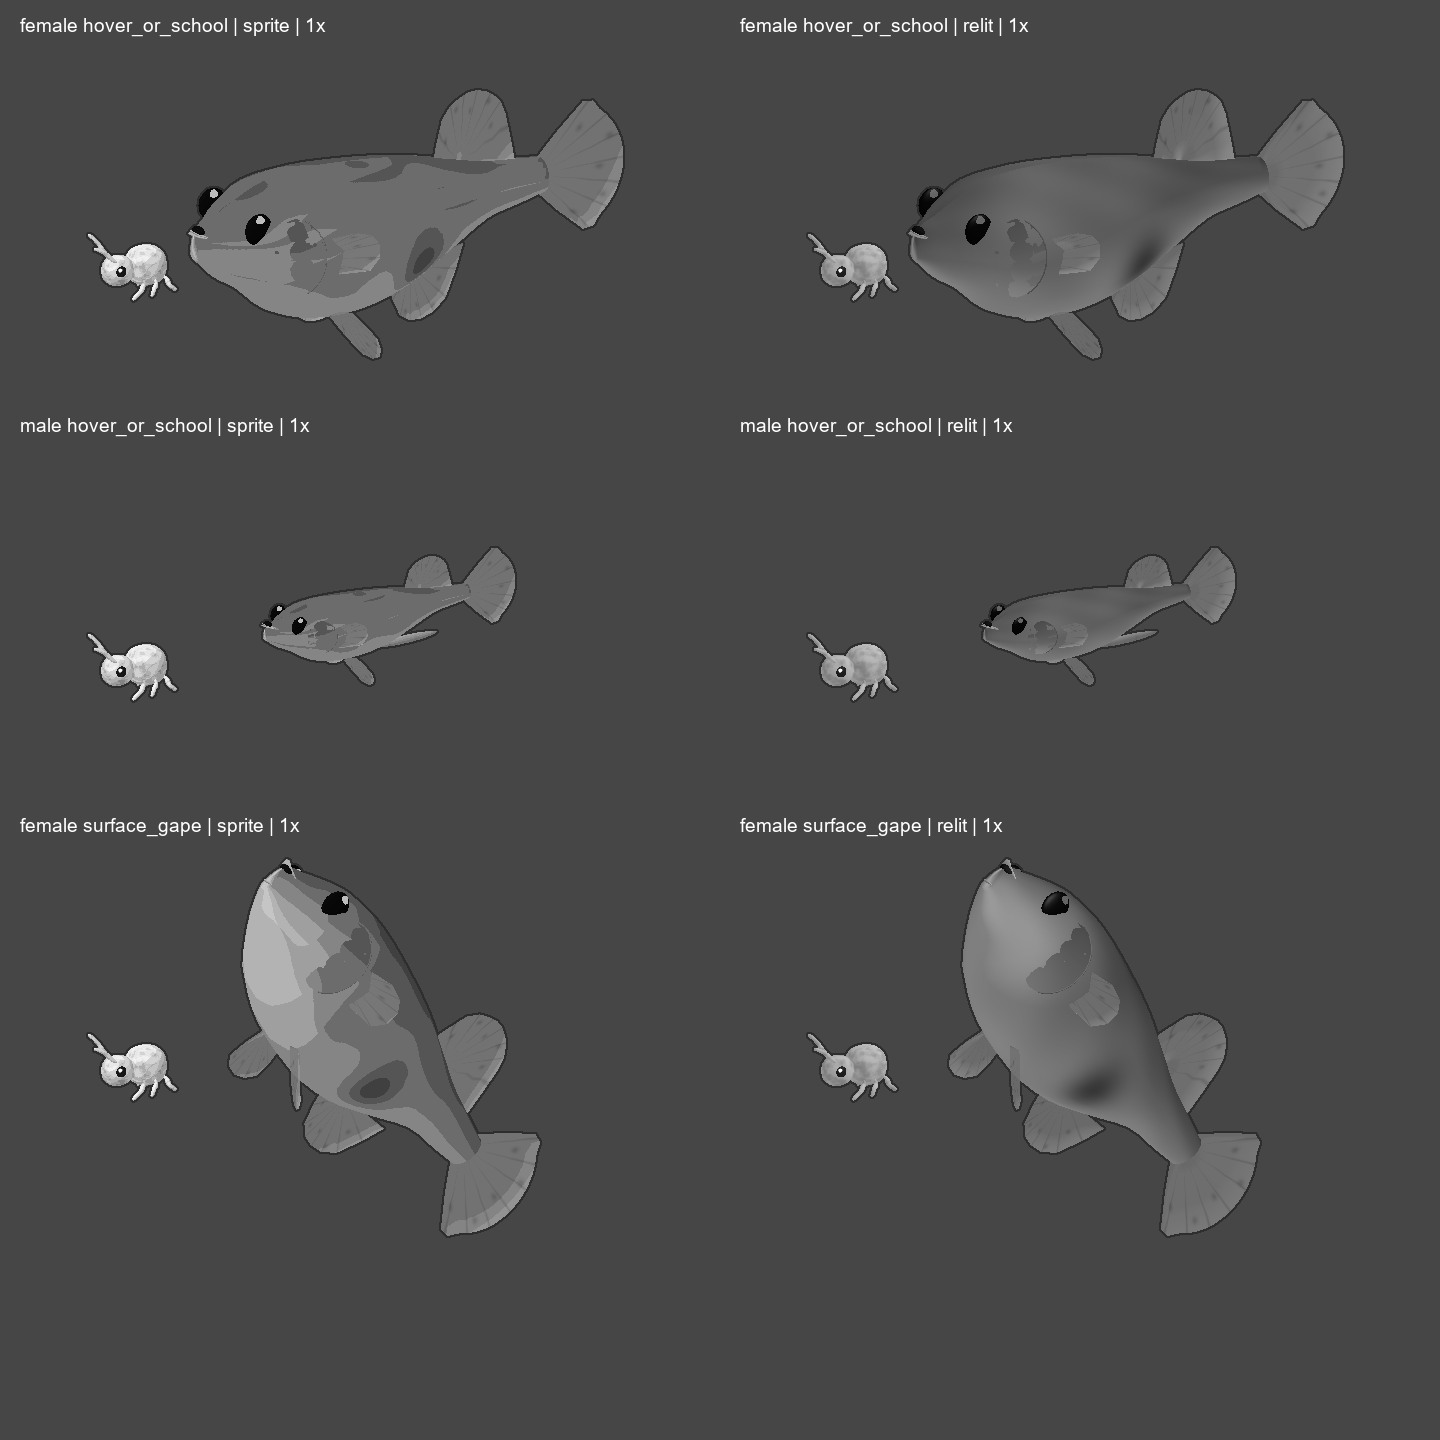 female hover_or_school | sprite | 1x
female hover_or_school | relit | 1x
male hover_or_school | sprite | 1x
male hover_or_school | relit | 1x
female surface_gape | sprite | 1x
female surface_gape | relit | 1x